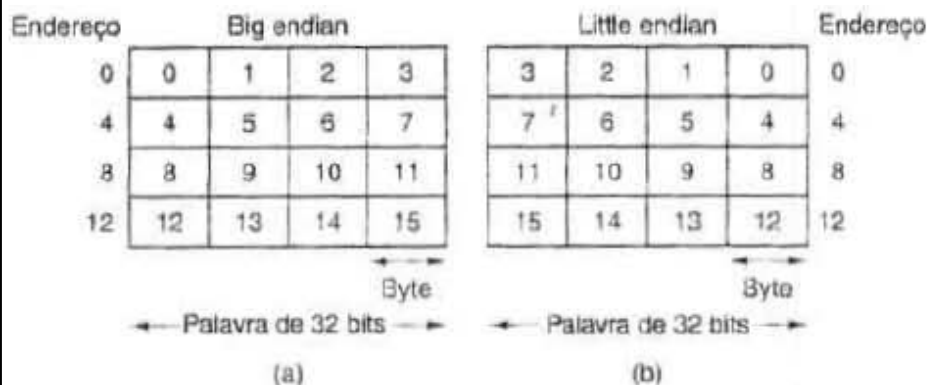 Endereço Big endian Little endian Endereço
0 0 1 2 3 3 2 1 0 0
4 4 5 6 7 7 6 5 4 4
8 8 9 10 11 11 10 9 8 8
12 12 13 14 15 15 14 13 12 12
Byte Byte
Palavra de 32 bits Palavra de 32 bits
(a) (b)